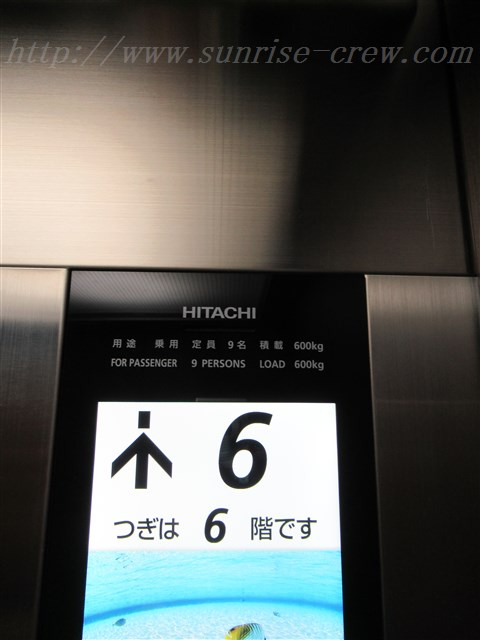 http://www.sunrise-crew.com
HITACHI
用途 乗用 定員 9名 積載 600kg
FOR PASSENGER 9 PERSONS LOAD 600kg
6
つぎは 6 階です